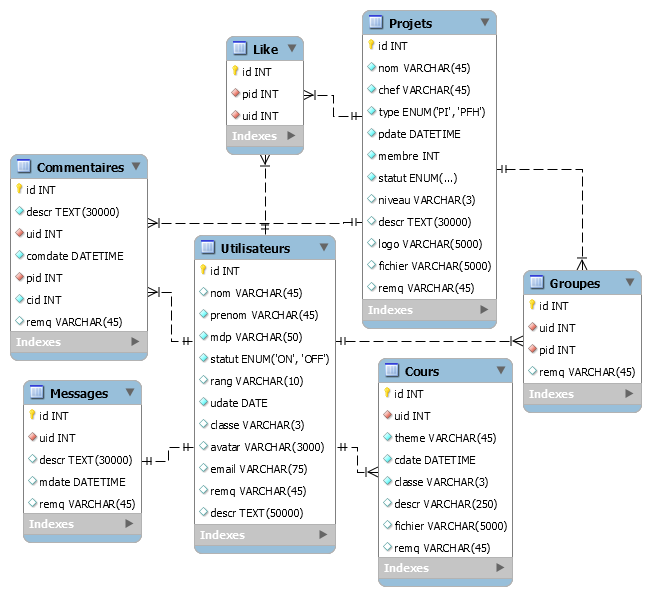 Projets
id INT
nom VARCHAR(45)
chef VARCHAR(45)
type ENUM('PI', 'PFH')
pdate DATETIME
membre INT
statut ENUM(...)
niveau VARCHAR(3)
descr TEXT(30000)
logo VARCHAR(5000)
fichier VARCHAR(5000)
remq VARCHAR(45)
Indexes
Like
id INT
pid INT
uid INT
Indexes
Commentaires
id INT
descr TEXT(30000)
uid INT
comdate DATETIME
pid INT
cid INT
remq VARCHAR(45)
Indexes
Utilisateurs
id INT
nom VARCHAR(45)
prenom VARCHAR(45)
mdp VARCHAR(50)
statut ENUM('ON', 'OFF')
rang VARCHAR(10)
udate DATE
classe VARCHAR(3)
avatar VARCHAR(3000)
email VARCHAR(75)
remq VARCHAR(45)
descr TEXT(50000)
Indexes
Groupes
id INT
uid INT
pid INT
remq VARCHAR(45)
Indexes
Messages
id INT
uid INT
descr TEXT(30000)
mdate DATETIME
remq VARCHAR(45)
Indexes
Cours
id INT
uid INT
theme VARCHAR(45)
cdate DATETIME
classe VARCHAR(3)
descr VARCHAR(250)
fichier VARCHAR(5000)
remq VARCHAR(45)
Indexes